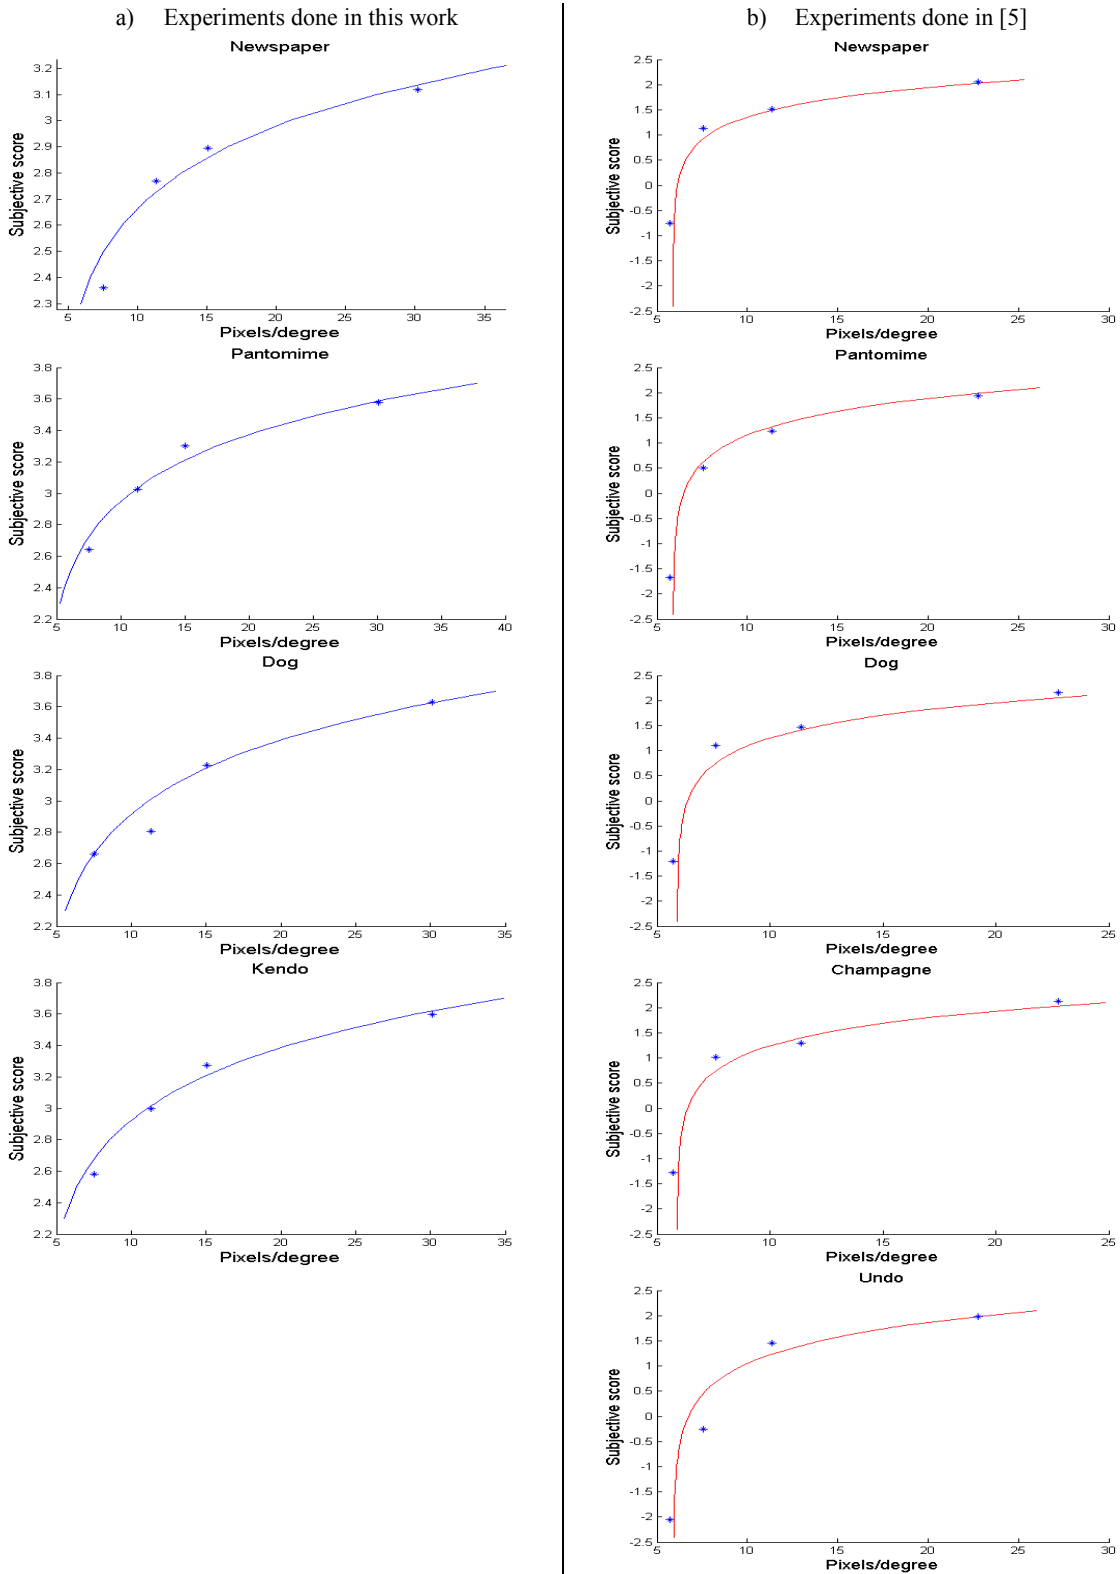 a) Experiments done in this work
Newspaper
3.2
3.1
3
2.9
2.8
2.7
2.6
2.5
2.4
2.3
Subjective score
5 10 15 20 25 30 35
Pixels/degree
Pantomime
3.8
3.6
3.4
3.2
3
2.8
2.6
2.4
2.2
Subjective score
5 10 15 20 25 30 35 40
Pixels/degree
Dog
3.8
3.6
3.4
3.2
3
2.8
2.6
2.4
2.2
Subjective score
5 10 15 20 25 30 35
Pixels/degree
Kendo
3.8
3.6
3.4
3.2
3
2.8
2.6
2.4
2.2
Subjective score
5 10 15 20 25 30 35
Pixels/degree
b) Experiments done in [5]
Newspaper
2.5
2
1.5
1
0.5
0
-0.5
-1
-1.5
-2
-2.5
Subjective score
5 10 15 20 25 30
Pixels/degree
Pantomime
2.5
2
1.5
1
0.5
0
-0.5
-1
-1.5
-2
-2.5
Subjective score
5 10 15 20 25 30
Pixels/degree
Dog
2.5
2
1.5
1
0.5
0
-0.5
-1
-1.5
-2
-2.5
Subjective score
5 10 15 20 25
Pixels/degree
Champagne
2.5
2
1.5
1
0.5
0
-0.5
-1
-1.5
-2
-2.5
Subjective score
5 10 15 20 25
Pixels/degree
Undo
2.5
2
1.5
1
0.5
0
-0.5
-1
-1.5
-2
-2.5
Subjective score
5 10 15 20 25 30
Pixels/degree